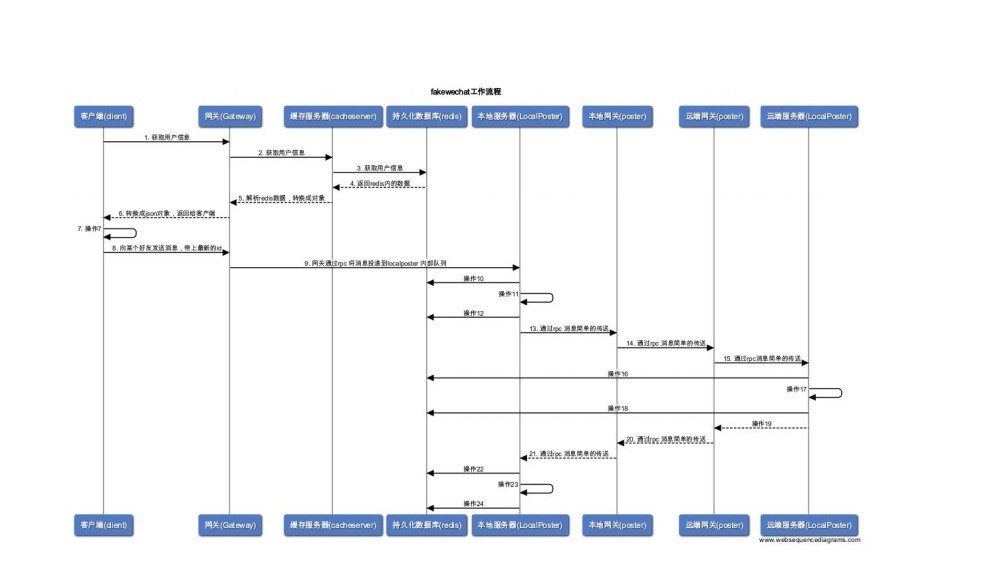 fakewechat工作流程
客户端(client) 网关(Gateway) 缓存服务器(cacheserver) 持久化数据库(redis) 本地服务器(LocalPoster) 本地网关(poster) 远端网关(poster) 远端服务器(LocalPoster)
1. 获取用户信息
2. 获取用户信息
3. 获取用户信息
4. 返回redis内的数据
5. 解析redis数据，转换成对象
6. 转换成json对象，返回给客户端
7. 操作7
8. 向某个好友发送消息，带上最新的id
9. 网关通过rpc 将消息投递到localposter 内部队列
操作10
操作11
操作12
13. 通过rpc 消息简单的传送
14. 通过rpc 消息简单的传送
15. 通过rpc消息简单的传送
操作16
操作17
操作18
操作19
20. 通过rpc 消息简单的传送
21. 通过rpc 消息简单的传送
操作22
操作23
操作24
客户端(client) 网关(Gateway) 缓存服务器(cacheserver) 持久化数据库(redis) 本地服务器(LocalPoster) 本地网关(poster) 远端网关(poster) 远端服务器(LocalPoster)
www.websequencediagrams.com